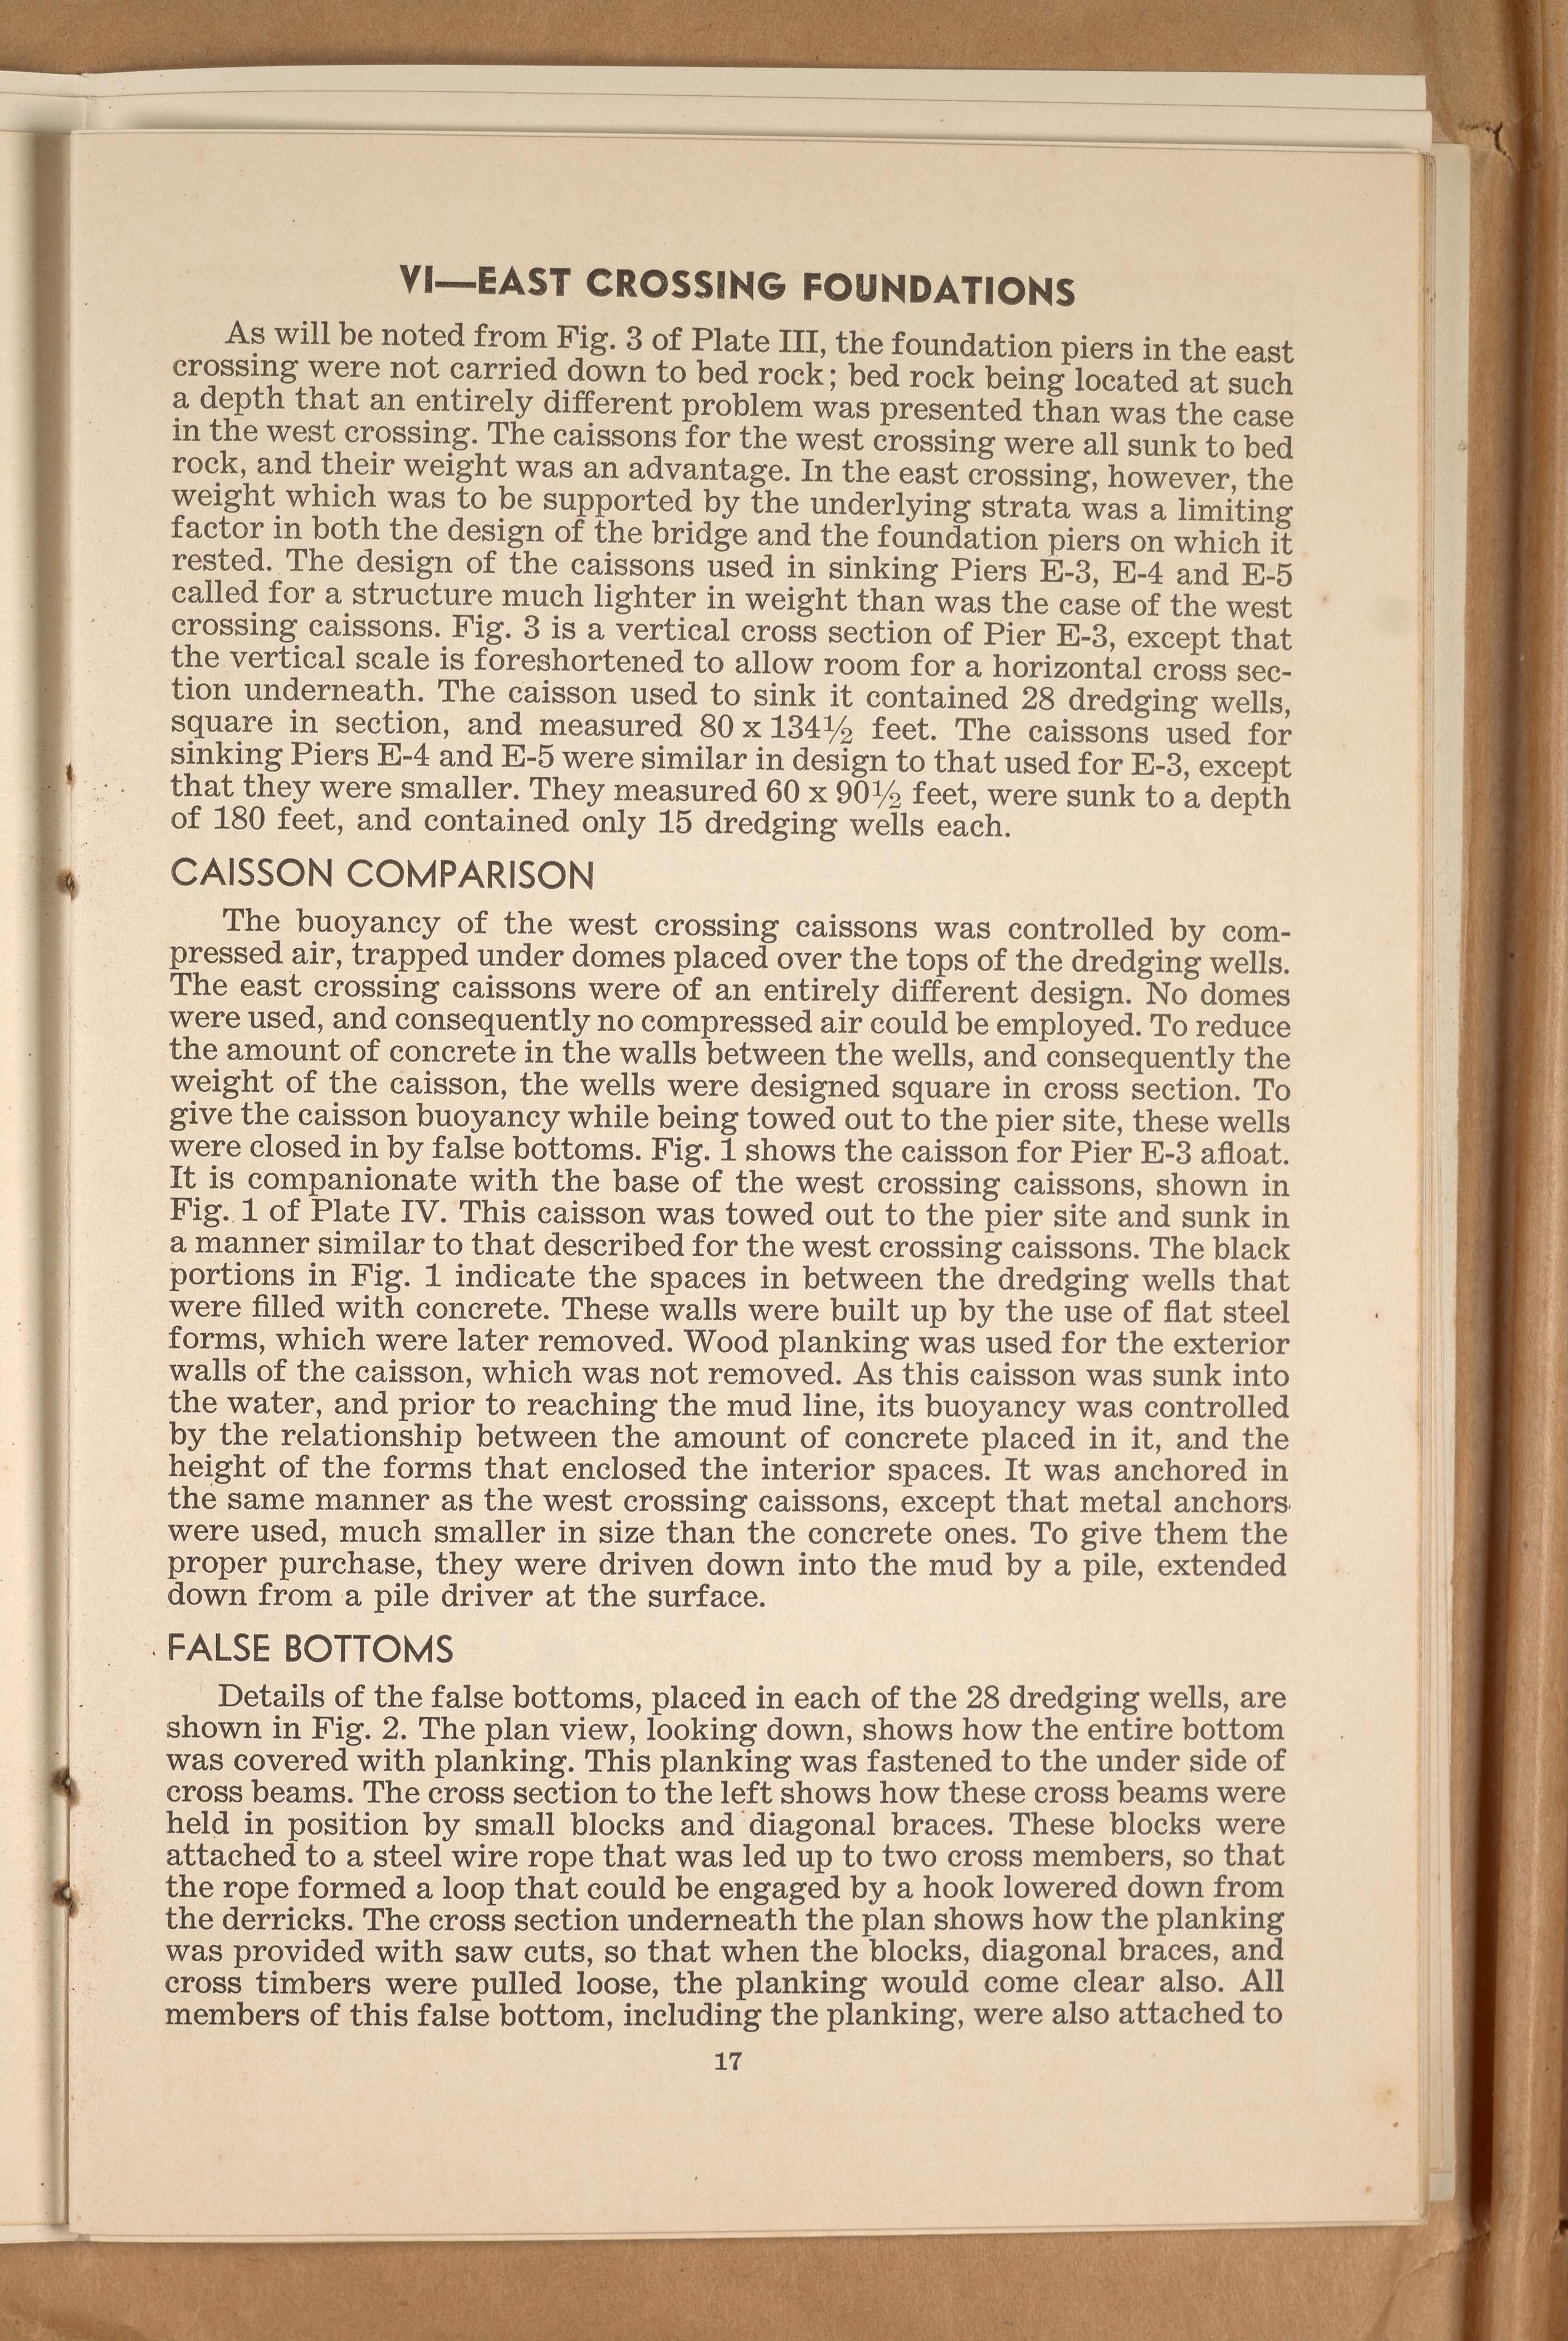 VI—EAST CROSSING FOUNDATIONS
As will be noted from Fig. 3 of Plate III, the foundation piers in the east
crossing were not carried down to bed rock; bed rock being located at such
a depth that an entirely different problem was presented than was the case
in the west crossing. The caissons for the west crossing were all sunk to bed
rock, and their weight was an advantage. In the east crossing, however, the
weight which was to be supported by the underlying strata was a limiting
factor in both the design of the bridge and the foundation piers on which it
rested. The design of the caissons used in sinking Piers E-3, E-4 and E-5
called for a structure much lighter in weight than was the case of the west
crossing caissons. Fig. 3 is a vertical cross section of Pier E-3, except that
the vertical scale is foreshortened to allow room for a horizontal cross sec-
tion underneath. The caisson used to sink it contained 28 dredging wells,
square in section, and measured 80 x 134½ feet. The caissons used for
sinking Piers E-4 and E-5 were similar in design to that used for E-3, except
that they were smaller. They measured 60 x 90½ feet, were sunk to a depth
of 180 feet, and contained only 15 dredging wells each.
CAISSON COMPARISON
The buoyancy of the west crossing caissons was controlled by com-
pressed air, trapped under domes placed over the tops of the dredging wells.
The east crossing caissons were of an entirely different design. No domes
were used, and consequently no compressed air could be employed. To reduce
the amount of concrete in the walls between the wells, and consequently the
weight of the caisson, the wells were designed square in cross section. To
give the caisson buoyancy while being towed out to the pier site, these wells
were closed in by false bottoms. Fig. 1 shows the caisson for Pier E-3 afloat.
It is companionate with the base of the west crossing caissons, shown in
Fig. 1 of Plate IV. This caisson was towed out to the pier site and sunk in
a manner similar to that described for the west crossing caissons. The black
portions in Fig. 1 indicate the spaces in between the dredging wells that
were filled with concrete. These walls were built up by the use of flat steel
forms, which were later removed. Wood planking was used for the exterior
walls of the caisson, which was not removed. As this caisson was sunk into
the water, and prior to reaching the mud line, its buoyancy was controlled
by the relationship between the amount of concrete placed in it, and the
height of the forms that enclosed the interior spaces. It was anchored in
the same manner as the west crossing caissons, except that metal anchors
were used, much smaller in size than the concrete ones. To give them the
proper purchase, they were driven down into the mud by a pile, extended
down from a pile driver at the surface.
FALSE BOTTOMS
Details of the false bottoms, placed in each of the 28 dredging wells, are
shown in Fig. 2. The plan view, looking down, shows how the entire bottom
was covered with planking. This planking was fastened to the under side of
cross beams. The cross section to the left shows how these cross beams were
held in position by small blocks and diagonal braces. These blocks were
attached to a steel wire rope that was led up to two cross members, so that
the rope formed a loop that could be engaged by a hook lowered down from
the derricks. The cross section underneath the plan shows how the planking
was provided with saw cuts, so that when the blocks, diagonal braces, and
cross timbers were pulled loose, the planking would come clear also. All
members of this false bottom, including the planking, were also attached to
17